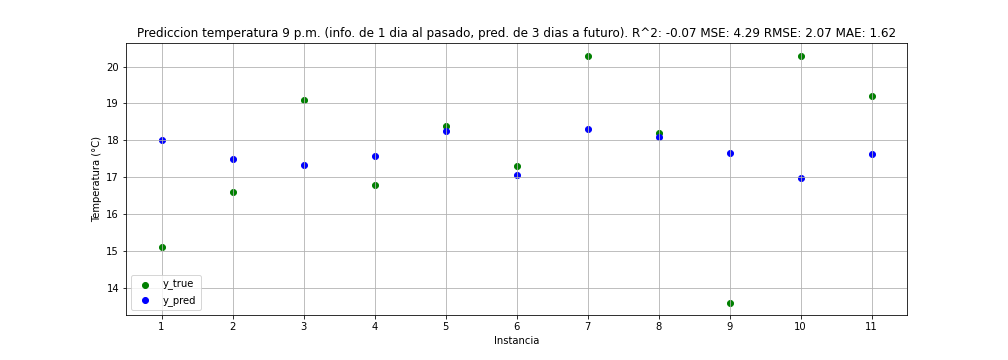 Prediccion temperatura 9 p.m. (info. de 1 dia al pasado, pred. de 3 dias a futuro). R^2: -0.07 MSE: 4.29 RMSE: 2.07 MAE: 1.62
20
19
18
17
16
15
14
Temperatura (°C)
y_true
y_pred
1 2 3 4 5 6 7 8 9 10 11
Instancia